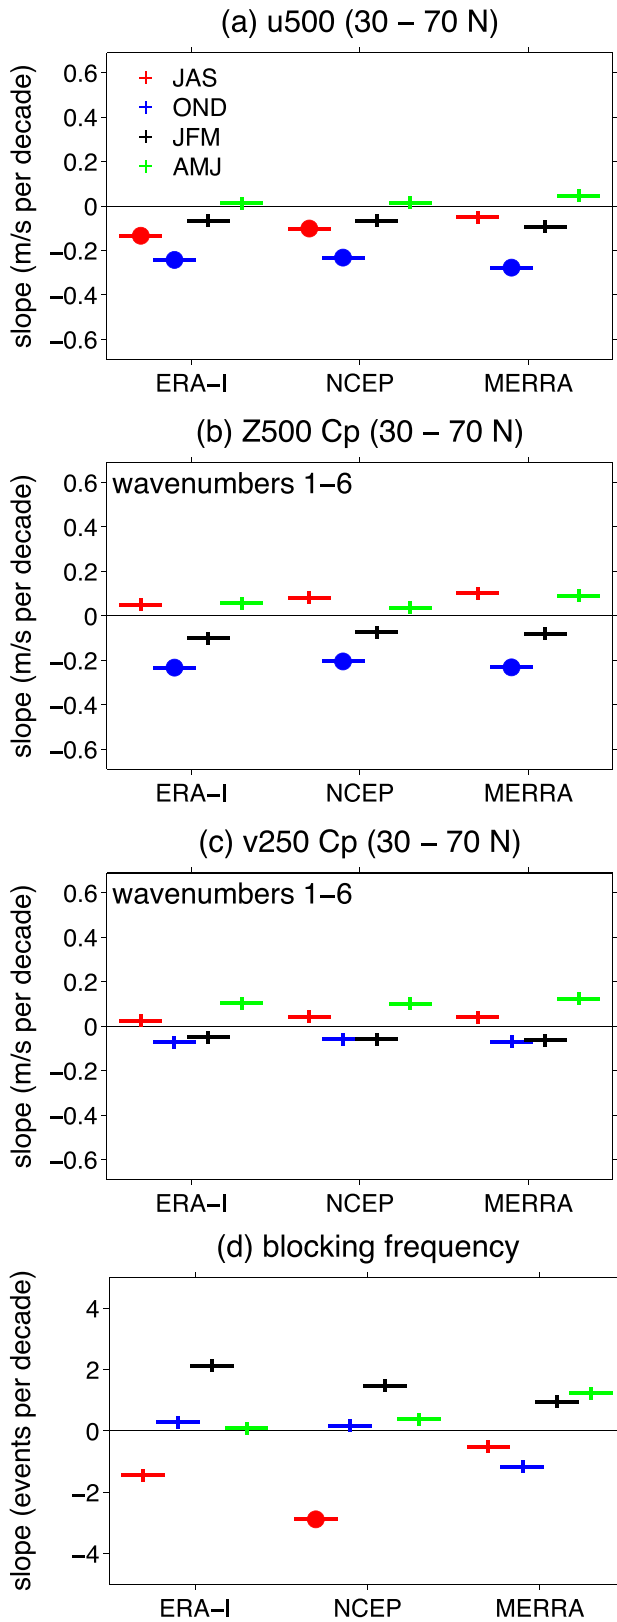 (a) u500 (30 – 70 N)
slope (m/s per decade)
0.6
0.4
0.2
0
−0.2
−0.4
−0.6
JAS
OND
JFM
AMJ
ERA−I NCEP MERRA
(b) Z500 Cp (30 – 70 N)
slope (m/s per decade)
wavenumbers 1−6
0.6
0.4
0.2
0
−0.2
−0.4
−0.6
ERA−I NCEP MERRA
(c) v250 Cp (30 – 70 N)
slope (m/s per decade)
wavenumbers 1−6
0.6
0.4
0.2
0
−0.2
−0.4
−0.6
ERA−I NCEP MERRA
(d) blocking frequency
slope (events per decade)
4
2
0
−2
−4
ERA−I NCEP MERRA